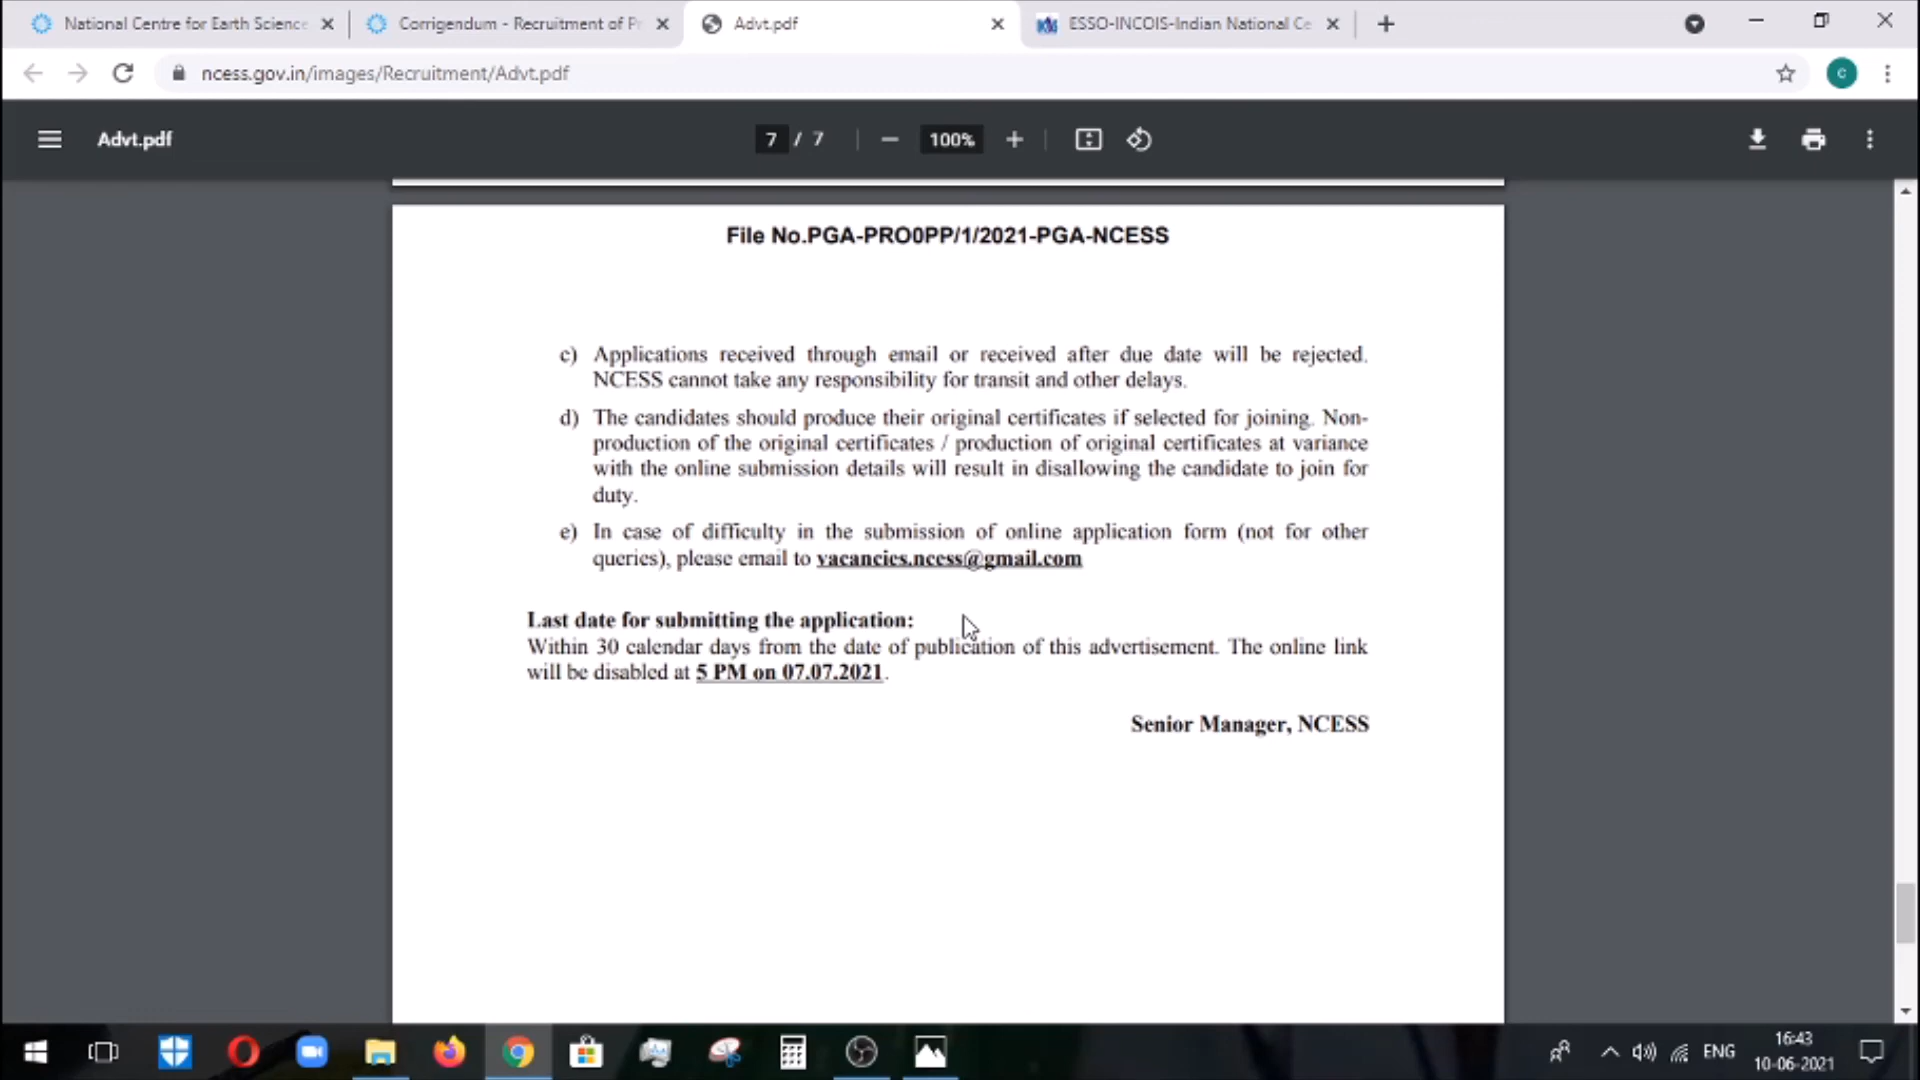 National Centre for Earth Science
Corrigendum - Recruitment of Pr
Advt.pdf
ESSO-INCOIS-Indian National Ce
ncess.gov.in/images/Recruitment/Advt.pdf
c
Advt.pdf
7 / 7
100%
File No.PGA-PRO0PP/1/2021-PGA-NCESS
c) Applications received through email or received after due date will be rejected.
NCESS cannot take any responsibility for transit and other delays.
d) The candidates should produce their original certificates if selected for joining. Non-
production of the original certificates / production of original certificates at variance
with the online submission details will result in disallowing the candidate to join for
duty.
e) In case of difficulty in the submission of online application form (not for other
queries), please email to vacancies.ncess@gmail.com
Last date for submitting the application:
Within 30 calendar days from the date of publication of this advertisement. The online link
will be disabled at 5 PM on 07.07.2021.
Senior Manager, NCESS
ENG
16:43
10-06-2021